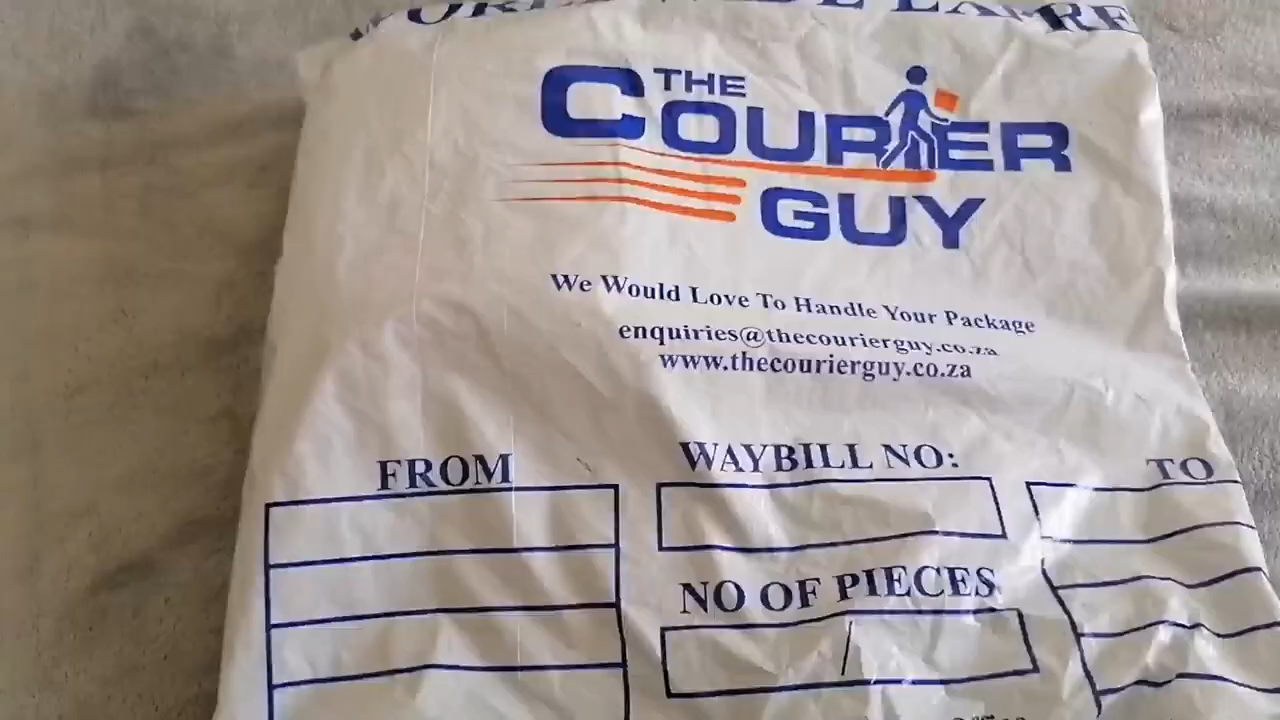 THE
COURIER
GUY
We Would Love To Handle Your Package
enquiries@thecourierguy.co.za
www.thecourierguy.co.za
FROM
WAYBILL NO:
TO
NO OF PIECES
/